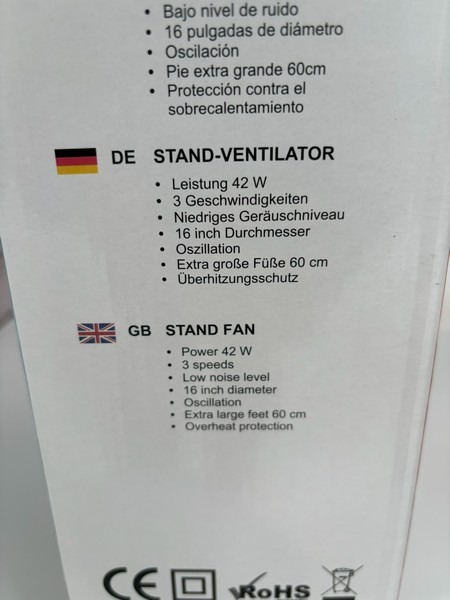 • Bajo nivel de ruido
• 16 pulgadas de diámetro
• Oscilación
• Pie extra grande 60cm
• Protección contra el
sobrecalentamiento
DE STAND-VENTILATOR
• Leistung 42 W
• 3 Geschwindigkeiten
• Niedriges Geräuschniveau
• 16 inch Durchmesser
• Oszillation
• Extra große Füße 60 cm
• Überhitzungsschutz
GB STAND FAN
• Power 42 W
• 3 speeds
• Low noise level
• 16 inch diameter
• Oscillation
• Extra large feet 60 cm
• Overheat protection
CE RoHS